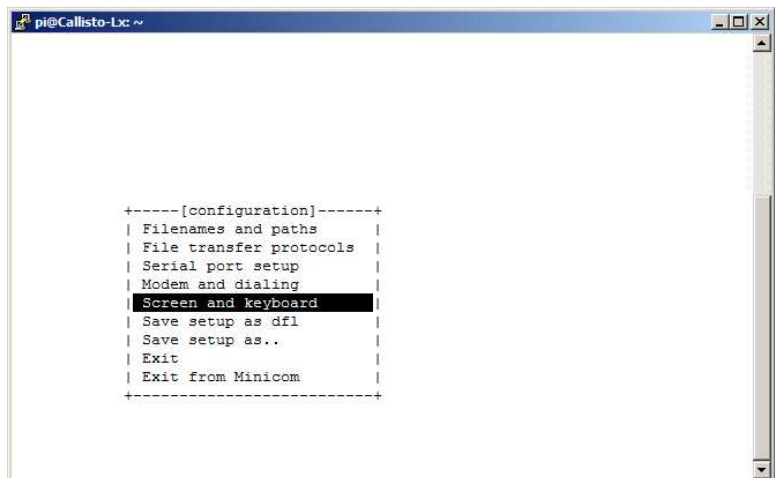 pi@Callisto-Lx: ~
+-----[configuration]------+
| Filenames and paths       |
| File transfer protocols  |
| Serial port setup        |
| Modem and dialing        |
| Screen and keyboard      |
| Save setup as dfl        |
| Save setup as..          |
| Exit                     |
| Exit from Minicom        |
+--------------------------+